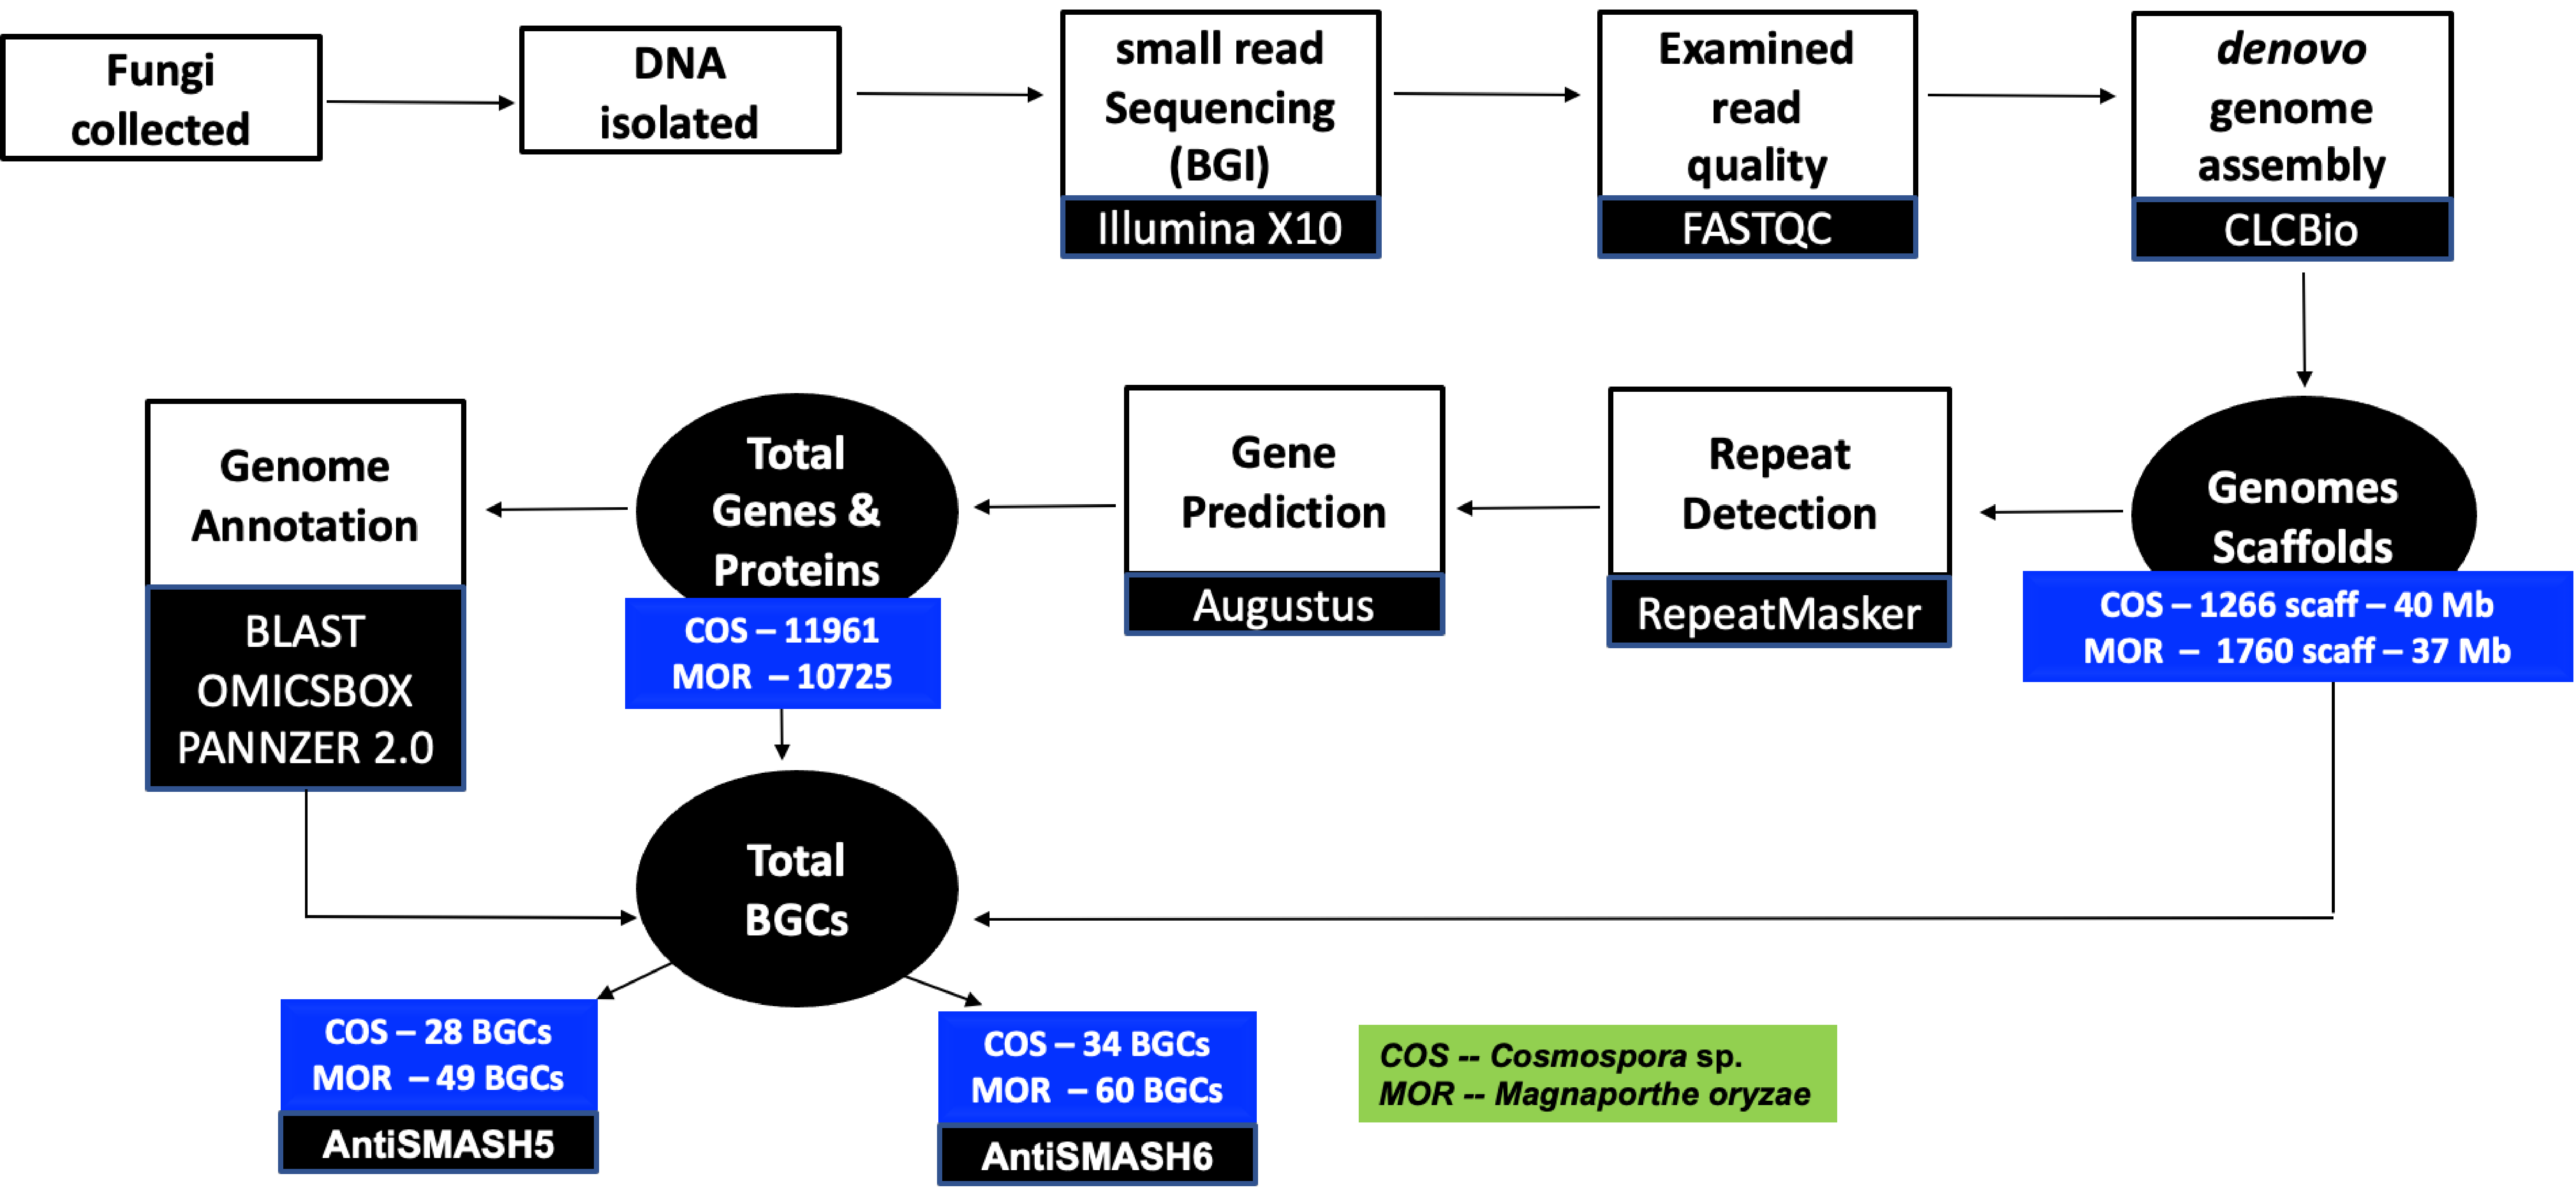 Fungi
collected
DNA
isolated
small read
Sequencing
(BGI)
Illumina X10
Examined
read
quality
FASTQC
denovo
genome
assembly
CLCBio
Genomes
Scaffolds
COS – 1266 scaff – 40 Mb
MOR – 1760 scaff – 37 Mb
Repeat
Detection
RepeatMasker
Gene
Prediction
Augustus
Total
Genes &
Proteins
COS – 11961
MOR – 10725
Genome
Annotation
BLAST
OMICSBOX
PANNZER 2.0
Total
BGCs
COS – 28 BGCs
MOR – 49 BGCs
AntiSMASH5
COS – 34 BGCs
MOR – 60 BGCs
AntiSMASH6
COS -- Cosmospora sp.
MOR -- Magnaporthe oryzae